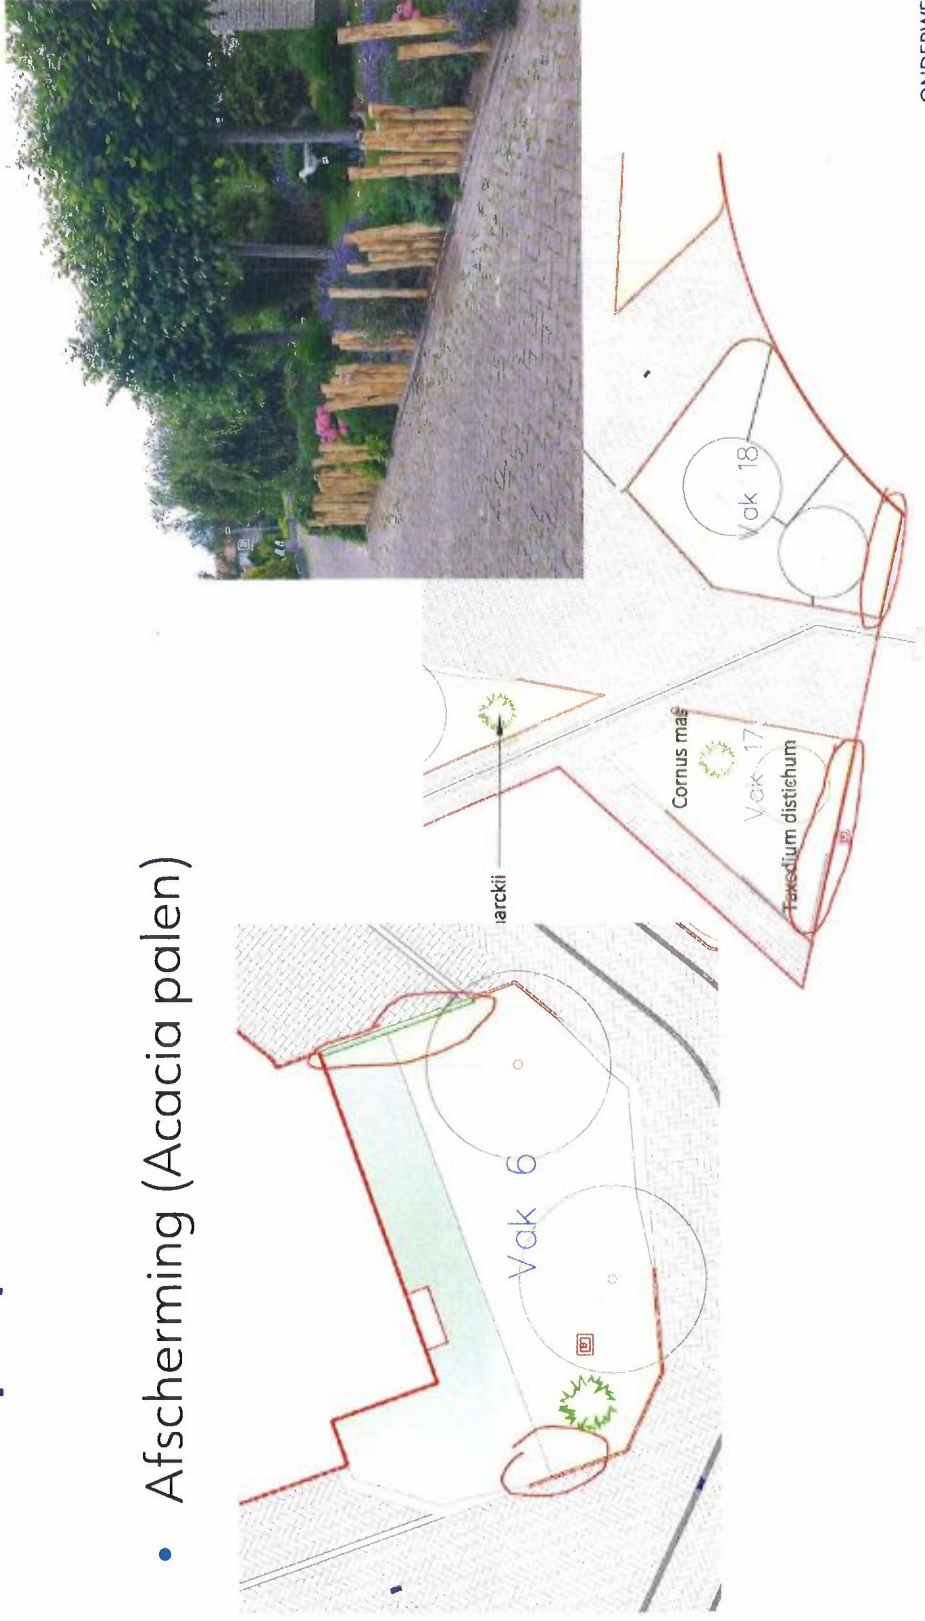 • Afscherming (Acacia palen)
Vak 6
arckii
Cornus mas
Vak 17
Taxodium distichum
Vak 18